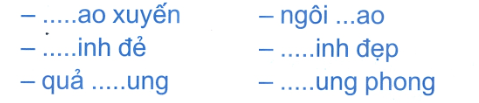 – .....ao xuyến – ngôi ...ao
– .....inh đẻ – .....inh đẹp
– quả .....ung – .....ung phong